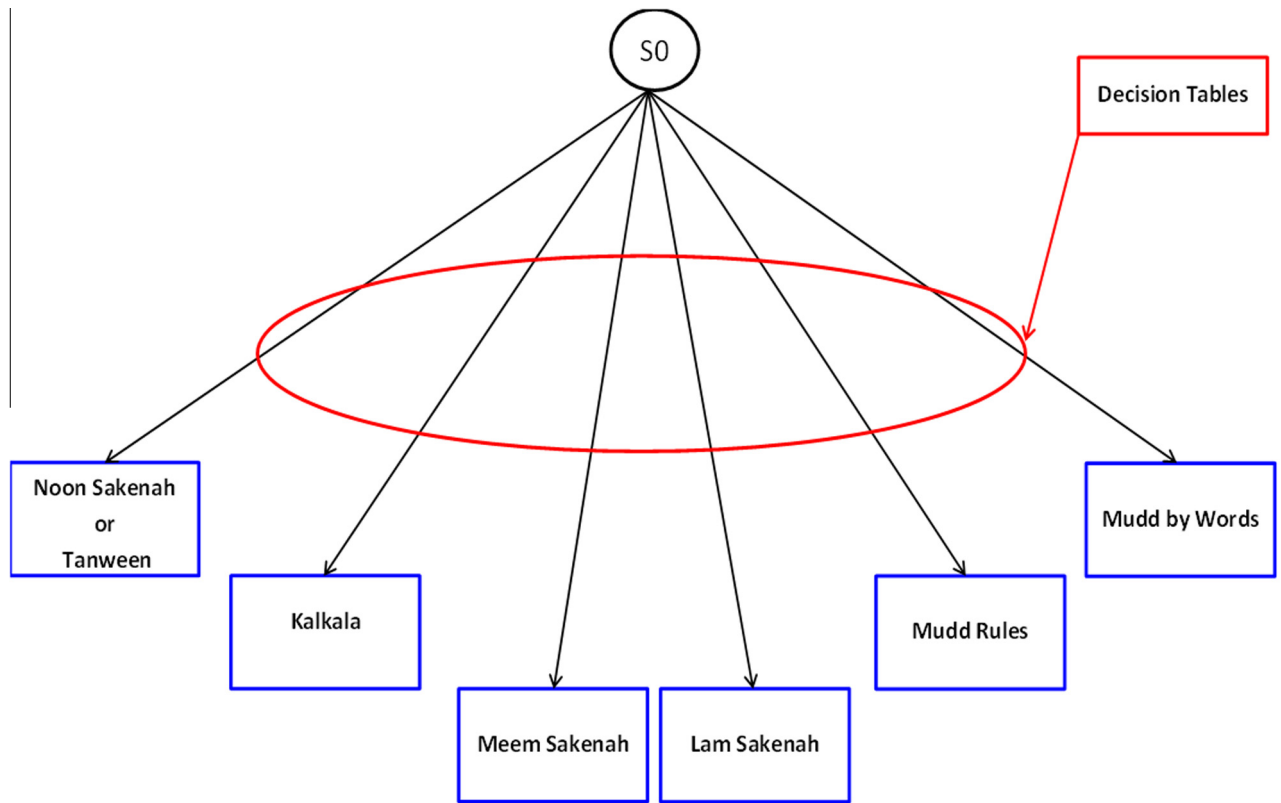 S0
Decision Tables
Noon Sakenah
or
Tanween
Kalkala
Meem Sakenah
Lam Sakenah
Mudd Rules
Mudd by Words